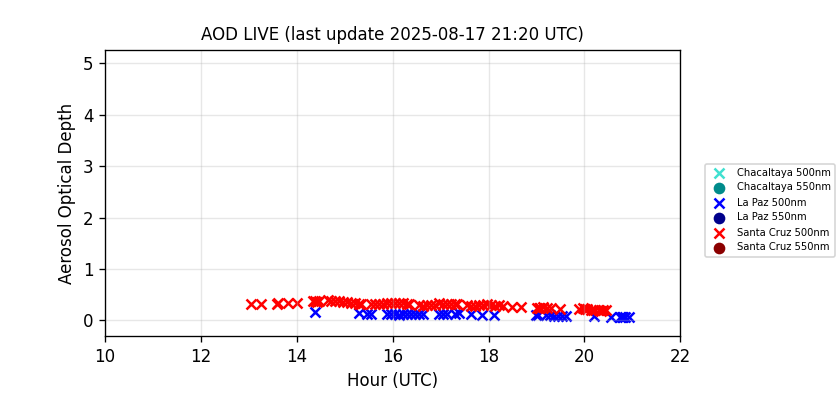 AOD LIVE (last update 2025-08-17 21:20 UTC)
5
4
3
2
1
0
Aerosol Optical Depth
10 12 14 16 18 20 22
Hour (UTC)
Chacaltaya 500nm
Chacaltaya 550nm
La Paz 500nm
La Paz 550nm
Santa Cruz 500nm
Santa Cruz 550nm